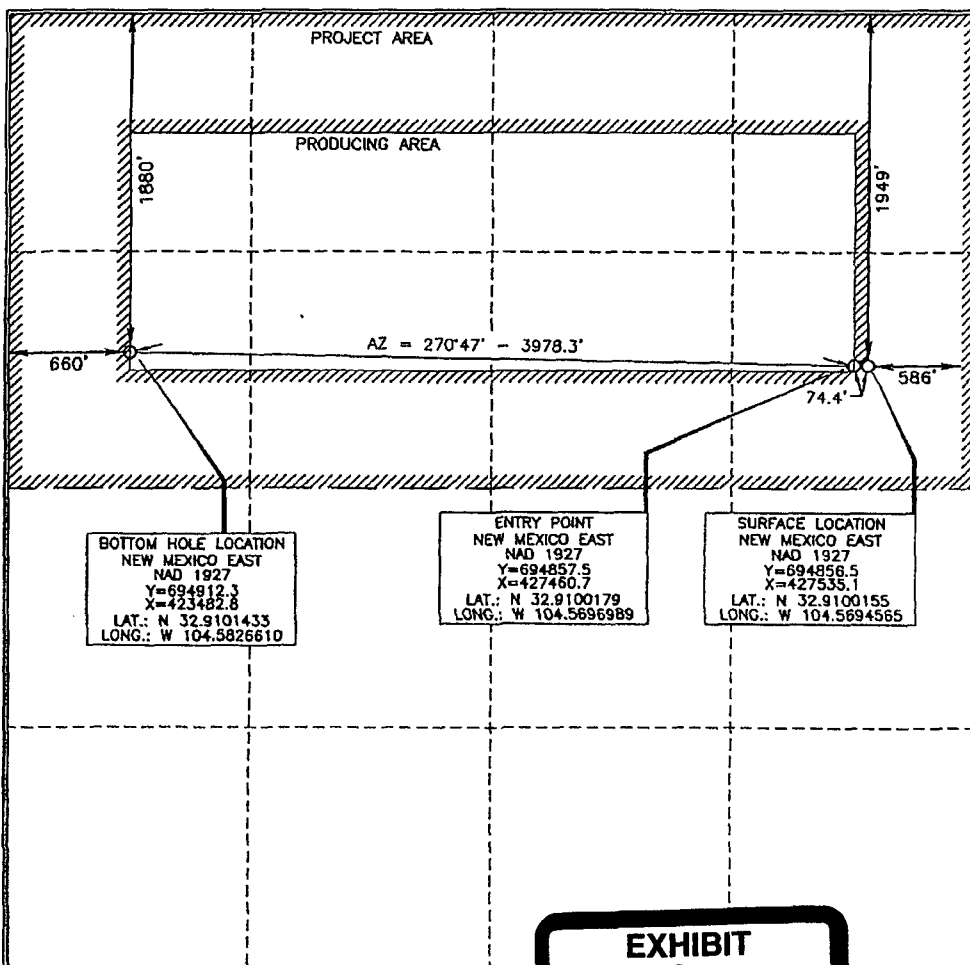 PROJECT AREA
PRODUCING AREA
1880'
1949'
AZ = 270°47' - 3978.3'
660'
586'
74.4'
BOTTOM HOLE LOCATION
NEW MEXICO EAST
NAD 1927
Y=694912.3
X=423482.8
LAT.: N 32.9101433
LONG.: W 104.5826610
ENTRY POINT
NEW MEXICO EAST
NAD 1927
Y=694857.5
X=427460.7
LAT.: N 32.9100179
LONG.: W 104.5696989
SURFACE LOCATION
NEW MEXICO EAST
NAD 1927
Y=694856.5
X=427535.1
LAT.: N 32.9100155
LONG.: W 104.5694565
EXHIBIT